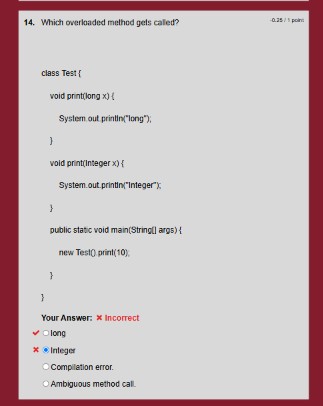 14. Which overloaded method gets called?
-0.25 / 1 point
class Test {
void print(long x) {
System.out.println("long");
}
void print(Integer x) {
System.out.println("Integer");
}
public static void main(String[] args) {
new Test().print(10);
}
}
Your Answer: ✖ Incorrect
✔ long
✖ Integer
Compilation error.
Ambiguous method call.